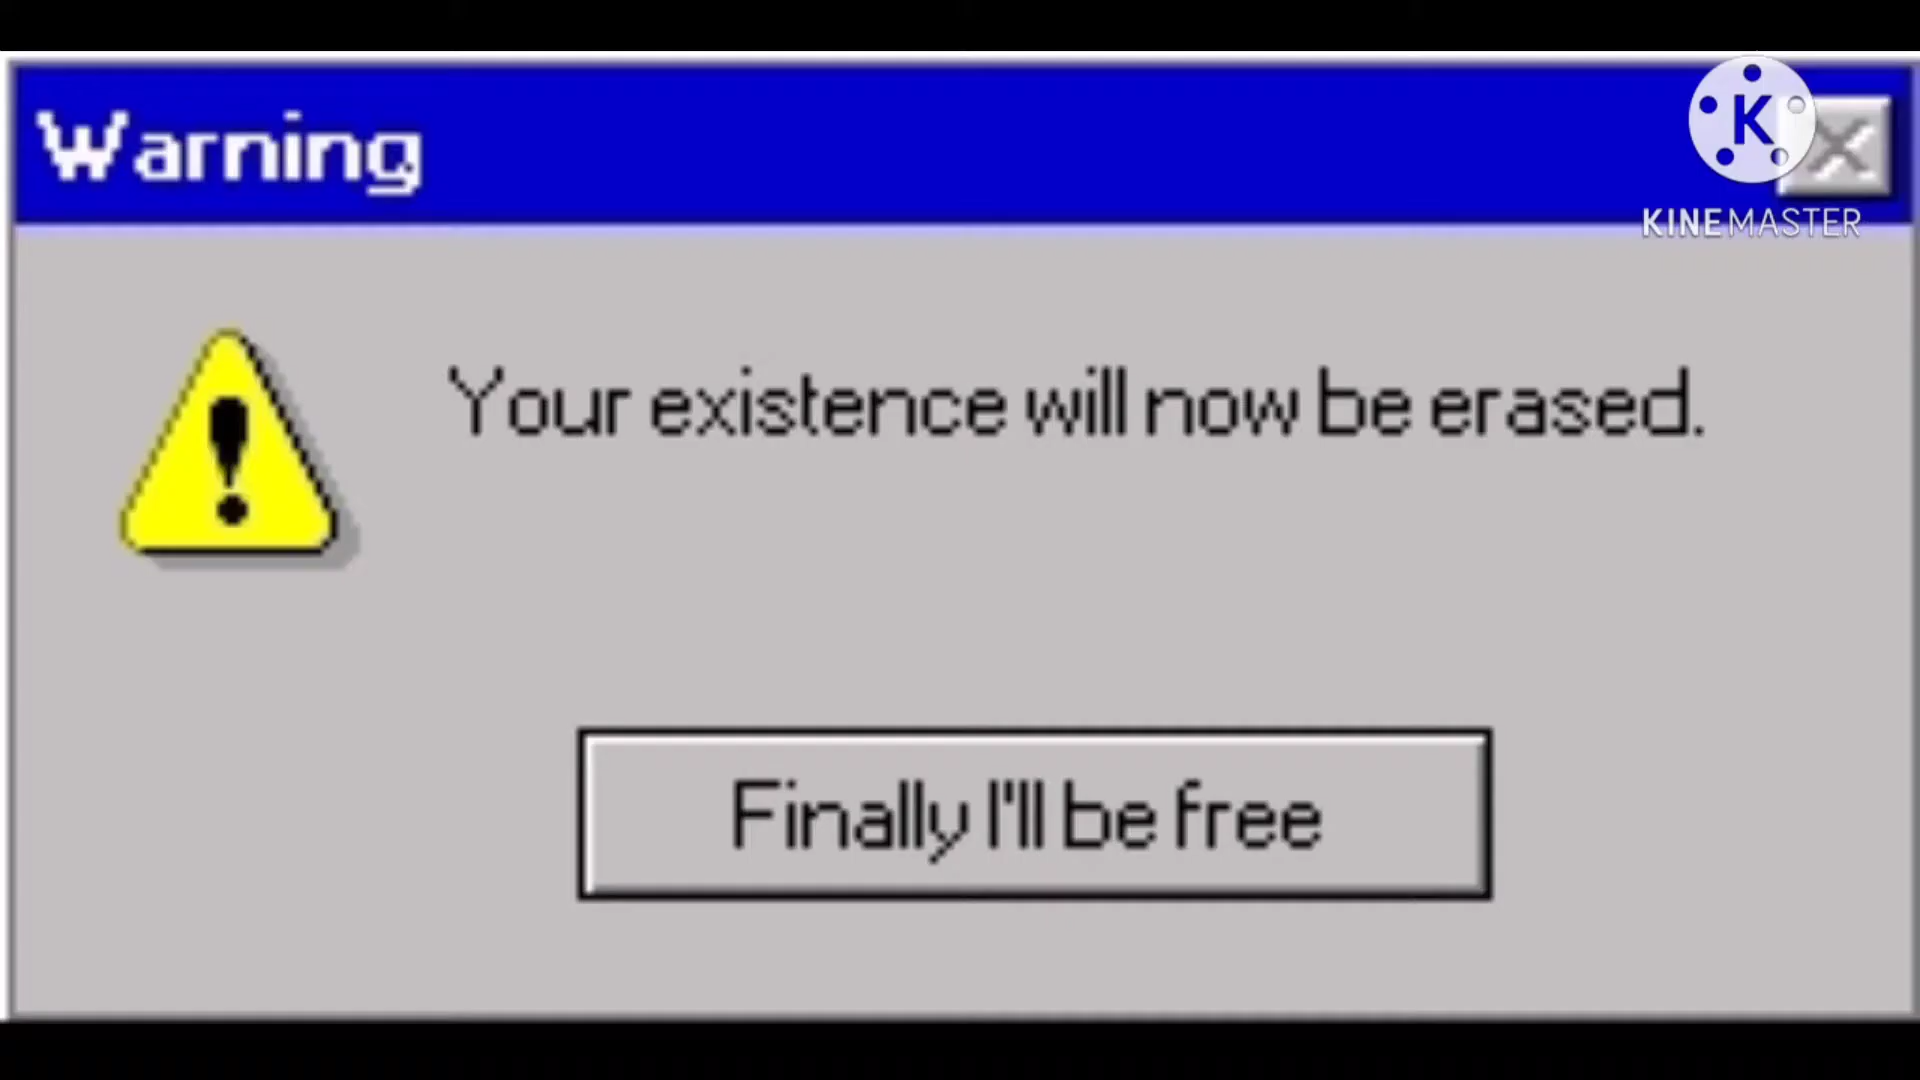 Warning
K
KINEMASTER
Your existence will now be erased.
Finally I'll be free